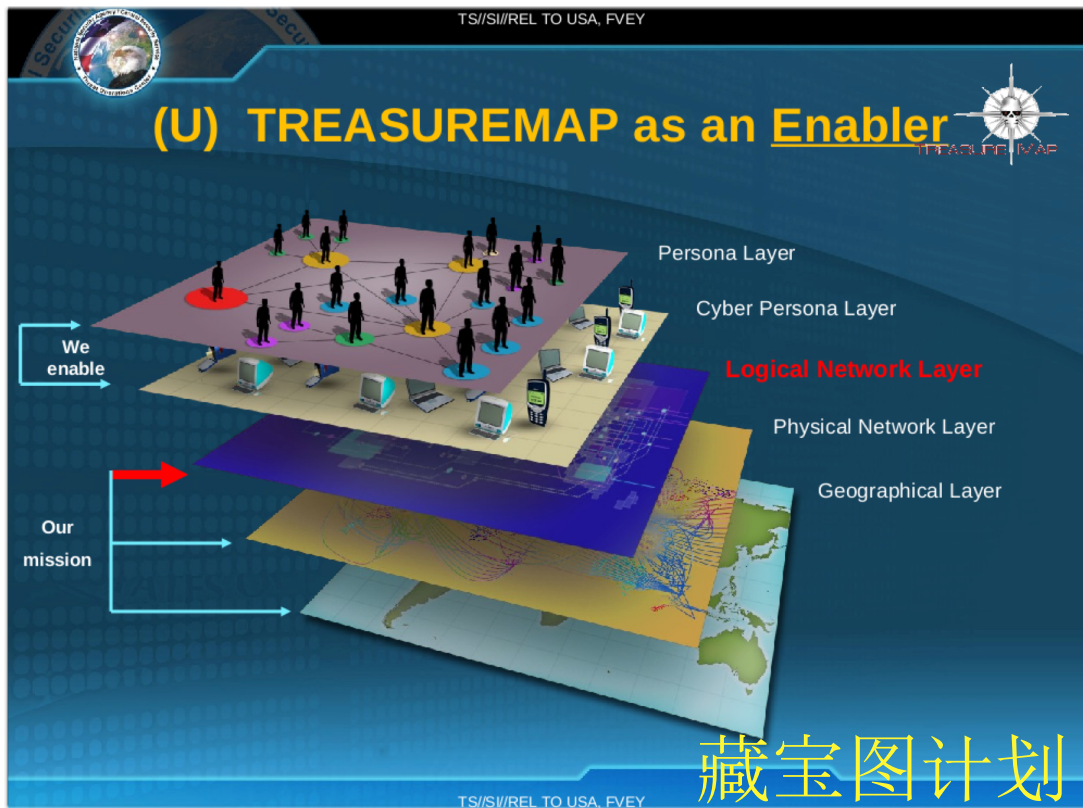 TS//SI//REL TO USA, FVEY
(U) TREASUREMAP as an Enabler
TREASURE MAP
Persona Layer
Cyber Persona Layer
We
enable
Logical Network Layer
Physical Network Layer
Geographical Layer
Our
mission
藏宝图计划
TS//SI//REL TO USA, FVEY